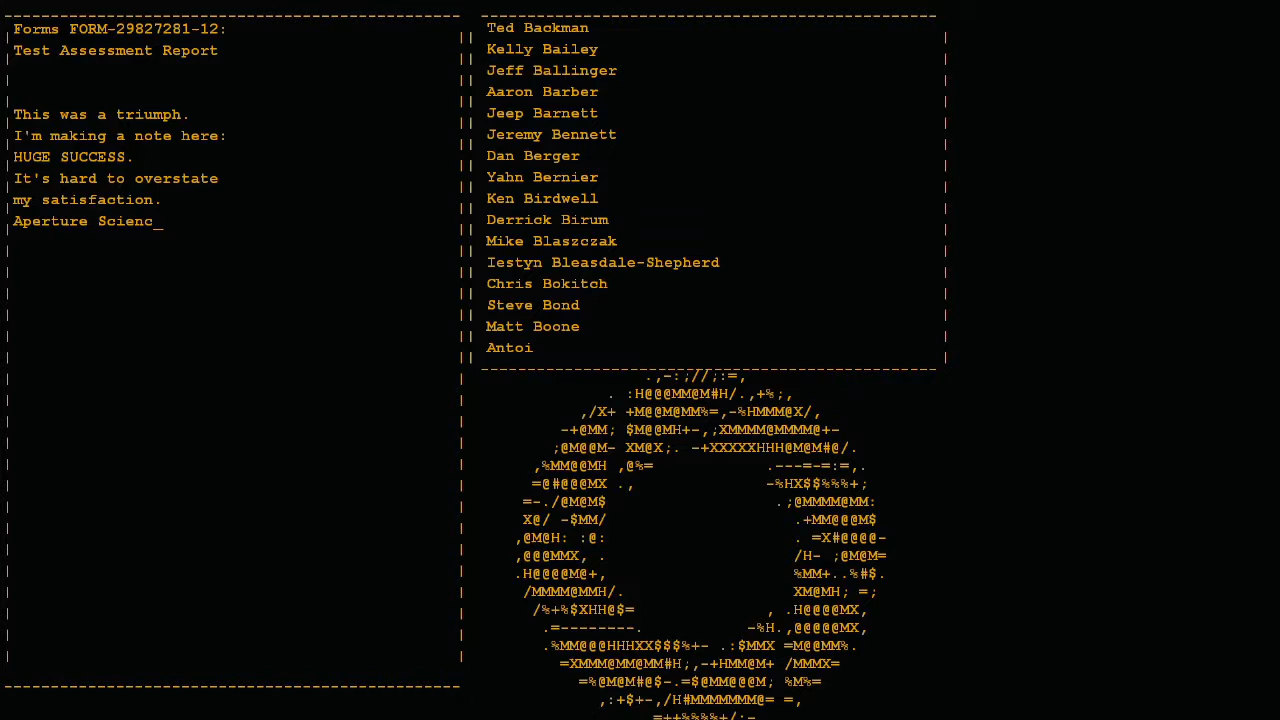 Forms FORM-29827281-12:
Test Assessment Report
This was a triumph.
I'm making a note here:
HUGE SUCCESS.
It's hard to overstate
my satisfaction.
Aperture Scienc_
Ted Backman
Kelly Bailey
Jeff Ballinger
Aaron Barber
Jeep Barnett
Jeremy Bennett
Dan Berger
Yahn Bernier
Ken Birdwell
Derrick Birum
Mike Blaszczak
Iestyn Bleasdale-Shepherd
Chris Bokitch
Steve Bond
Matt Boone
Antoi